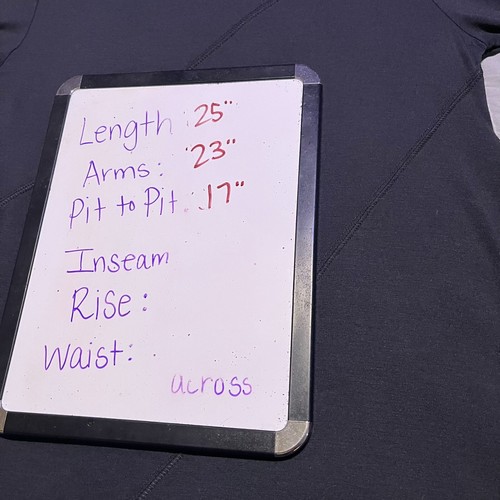 Length: 25"
Arms: 23"
Pit to Pit: 17"
Inseam
Rise:
Waist:
across